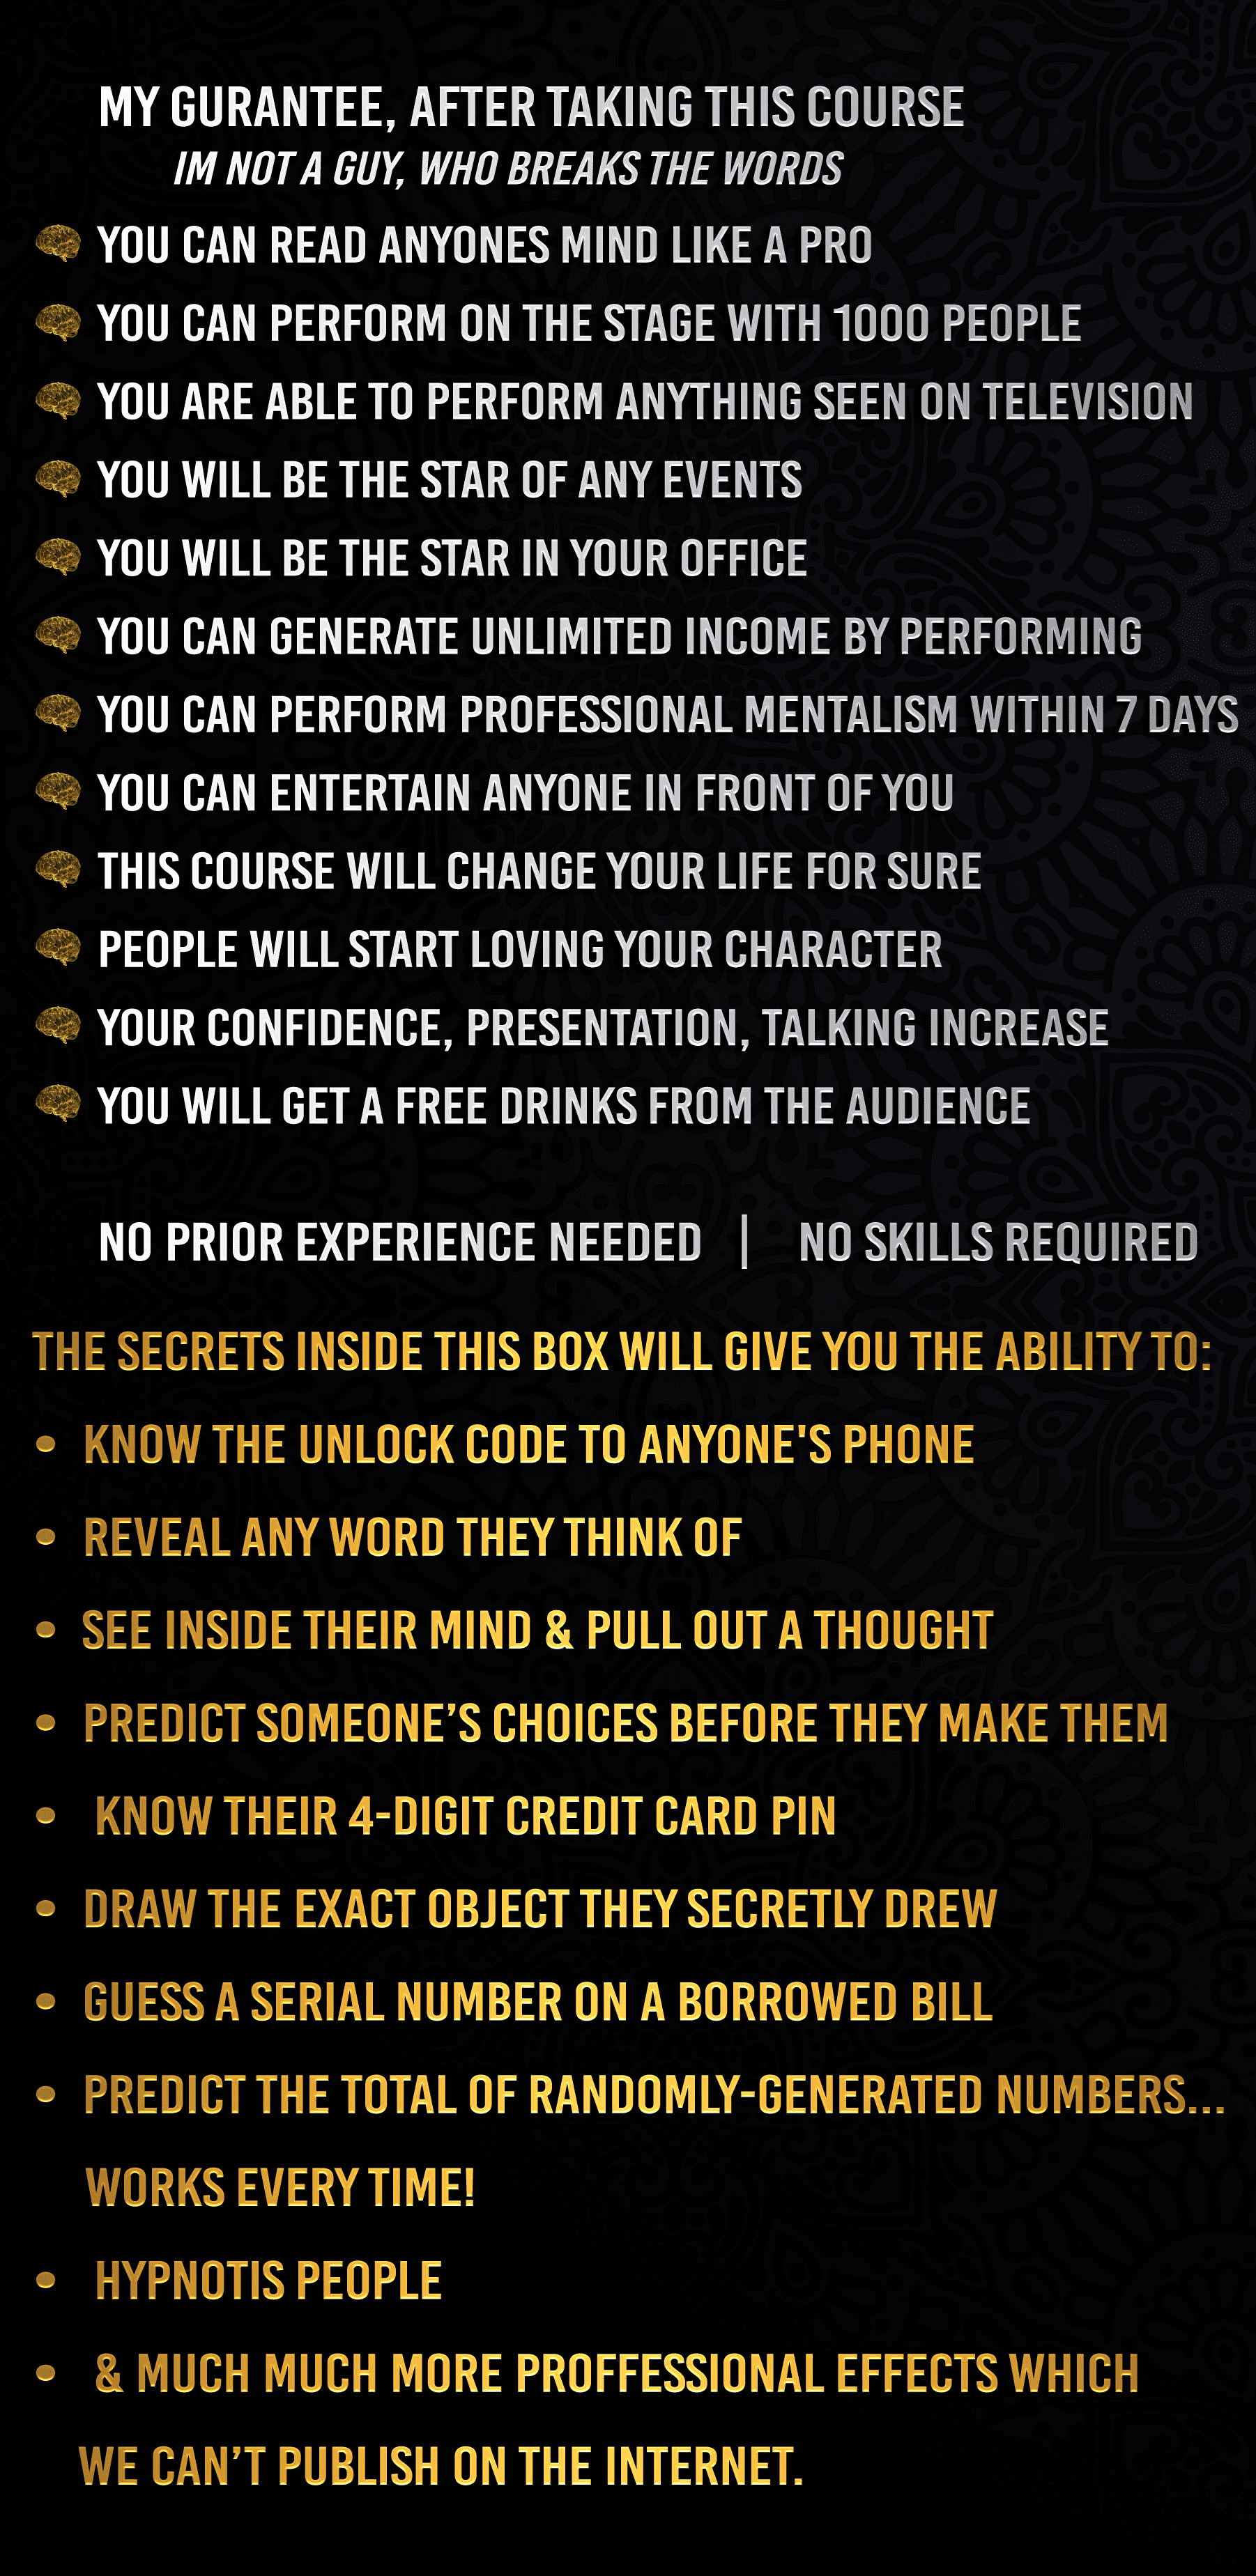 MY GURANTEE, AFTER TAKING THIS COURSE
IM NOT A GUY, WHO BREAKS THE WORDS
YOU CAN READ ANYONES MIND LIKE A PRO
YOU CAN PERFORM ON THE STAGE WITH 1000 PEOPLE
YOU ARE ABLE TO PERFORM ANYTHING SEEN ON TELEVISION
YOU WILL BE THE STAR OF ANY EVENTS
YOU WILL BE THE STAR IN YOUR OFFICE
YOU CAN GENERATE UNLIMITED INCOME BY PERFORMING
YOU CAN PERFORM PROFESSIONAL MENTALISM WITHIN 7 DAYS
YOU CAN ENTERTAIN ANYONE IN FRONT OF YOU
THIS COURSE WILL CHANGE YOUR LIFE FOR SURE
PEOPLE WILL START LOVING YOUR CHARACTER
YOUR CONFIDENCE, PRESENTATION, TALKING INCREASE
YOU WILL GET A FREE DRINKS FROM THE AUDIENCE
NO PRIOR EXPERIENCE NEEDED | NO SKILLS REQUIRED
THE SECRETS INSIDE THIS BOX WILL GIVE YOU THE ABILITY TO:
• KNOW THE UNLOCK CODE TO ANYONE'S PHONE
• REVEAL ANY WORD THEY THINK OF
• SEE INSIDE THEIR MIND & PULL OUT A THOUGHT
• PREDICT SOMEONE’S CHOICES BEFORE THEY MAKE THEM
• KNOW THEIR 4-DIGIT CREDIT CARD PIN
• DRAW THE EXACT OBJECT THEY SECRETLY DREW
• GUESS A SERIAL NUMBER ON A BORROWED BILL
• PREDICT THE TOTAL OF RANDOMLY-GENERATED NUMBERS...
WORKS EVERY TIME!
• HYPNOTIS PEOPLE
• & MUCH MUCH MORE PROFFESSIONAL EFFECTS WHICH
WE CAN’T PUBLISH ON THE INTERNET.